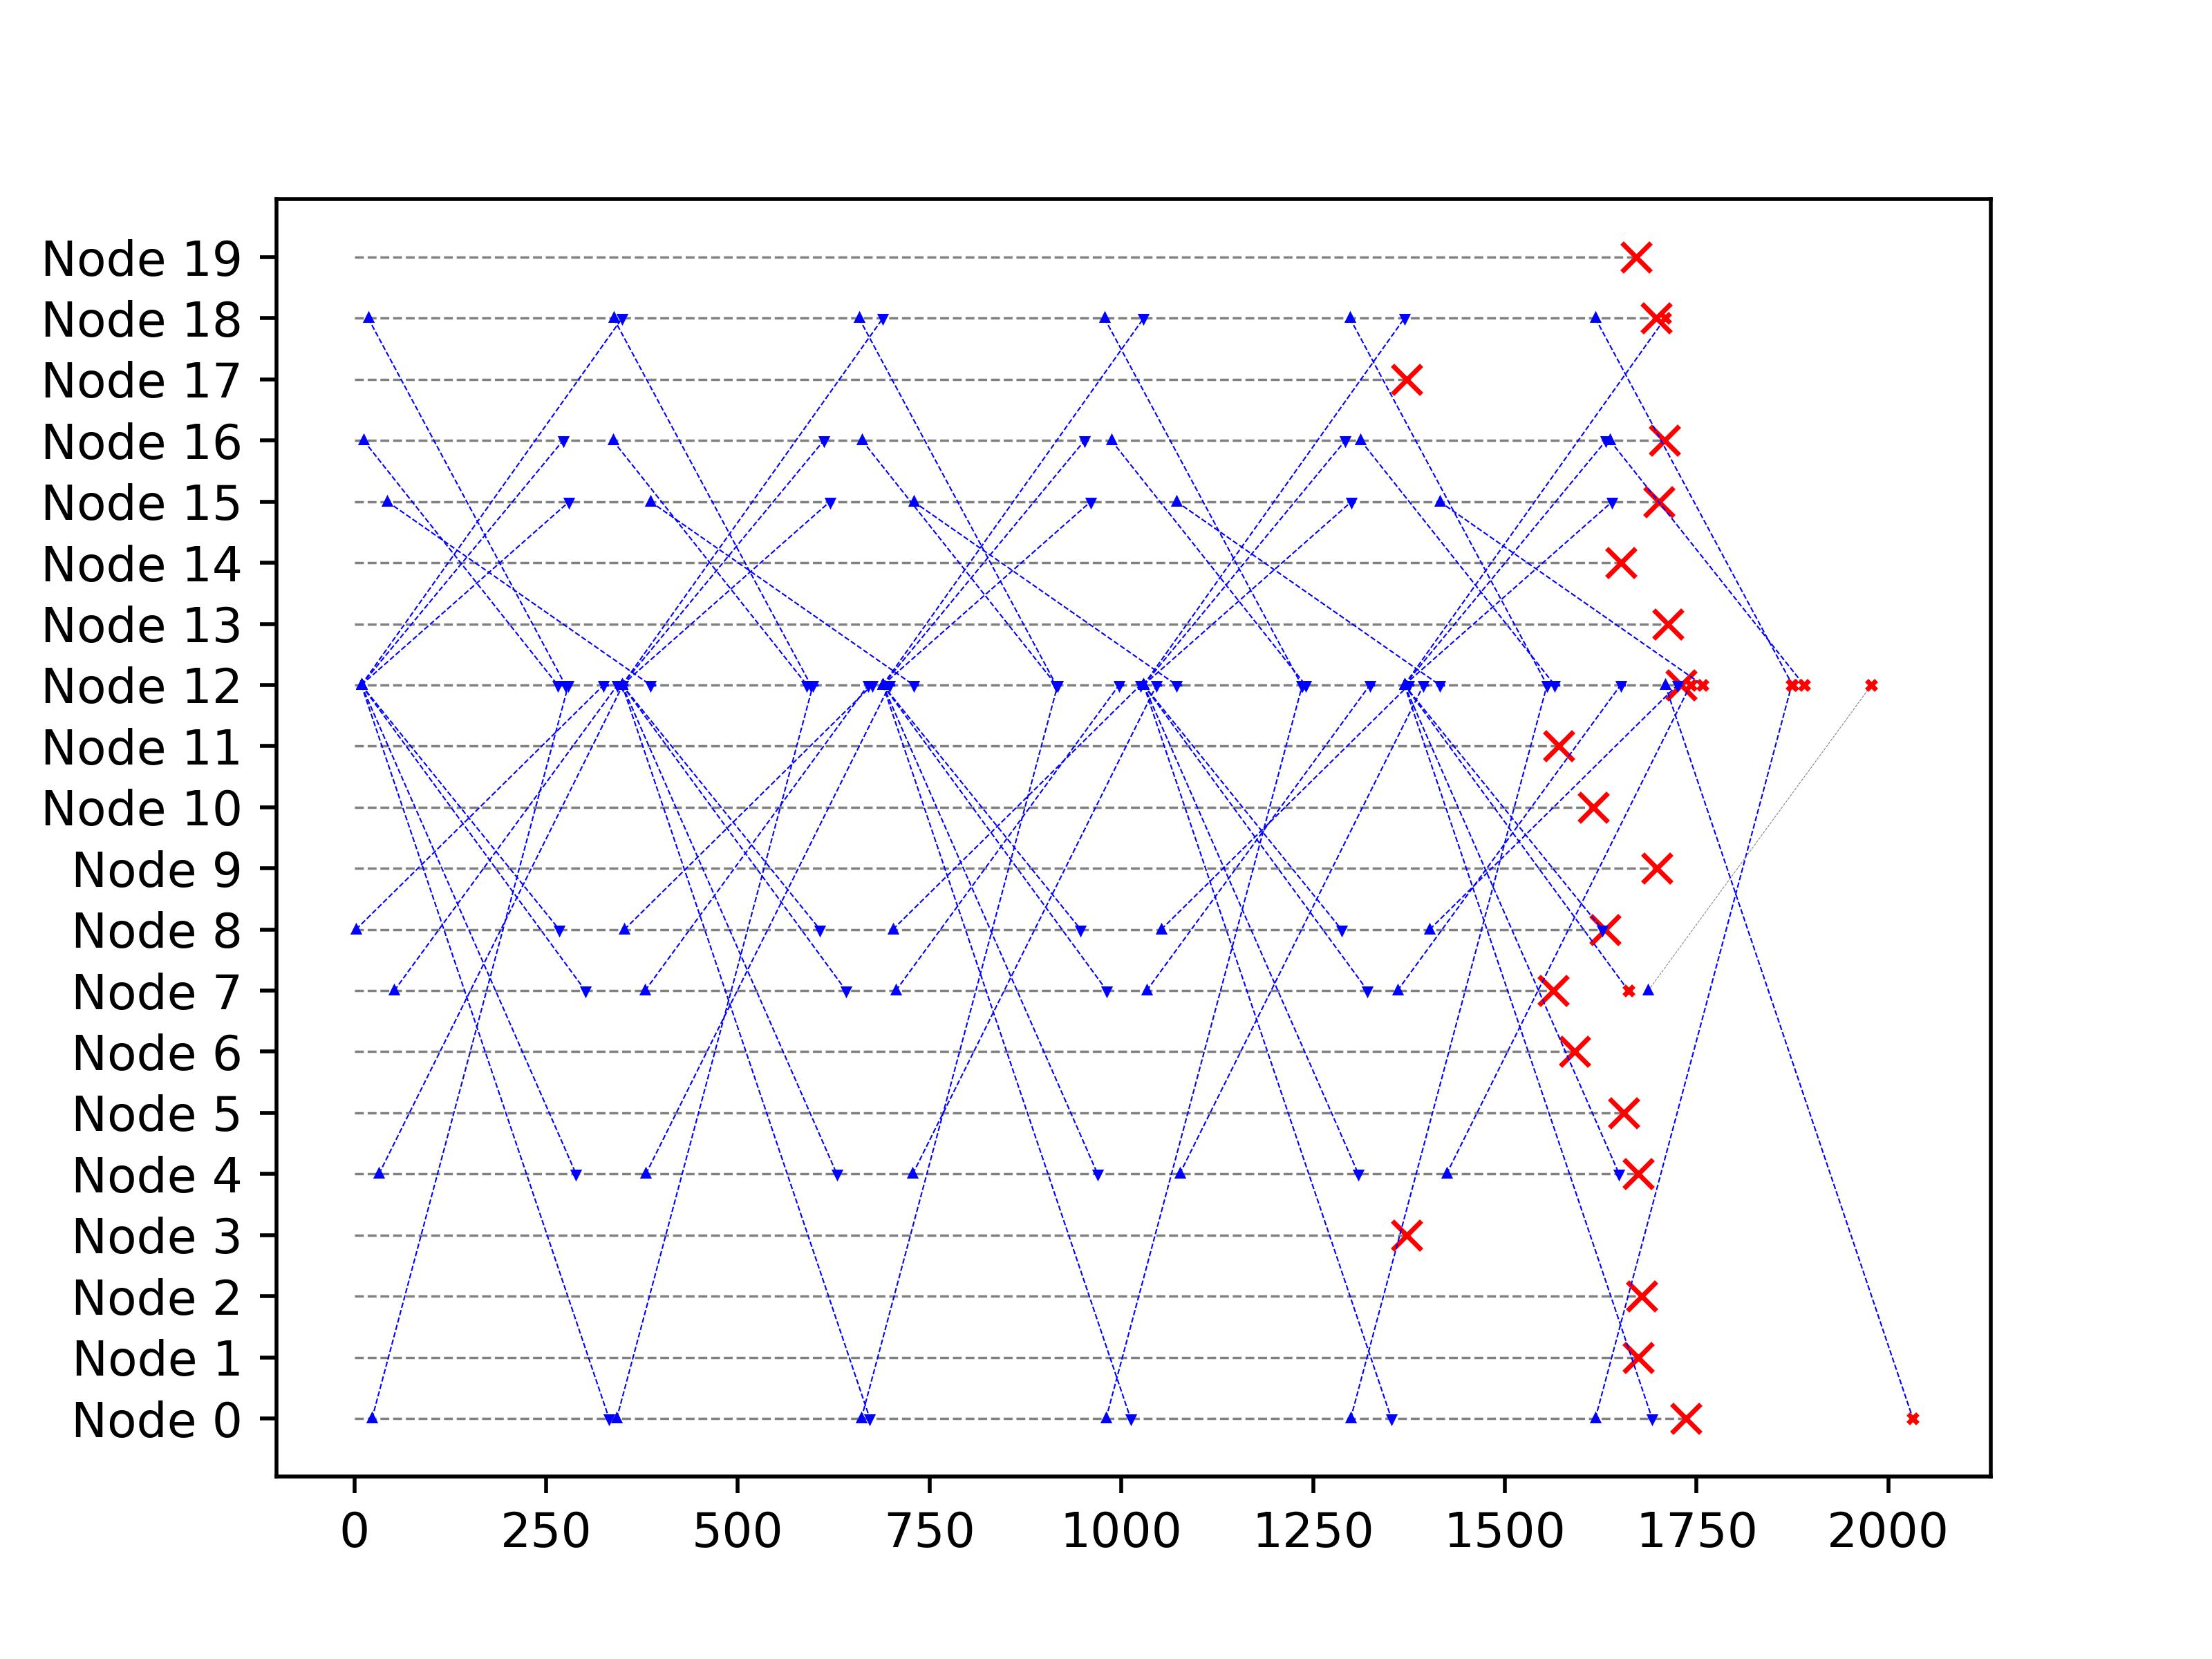 Node 19
Node 18
Node 17
Node 16
Node 15
Node 14
Node 13
Node 12
Node 11
Node 10
Node 9
Node 8
Node 7
Node 6
Node 5
Node 4
Node 3
Node 2
Node 1
Node 0
0 250 500 750 1000 1250 1500 1750 2000